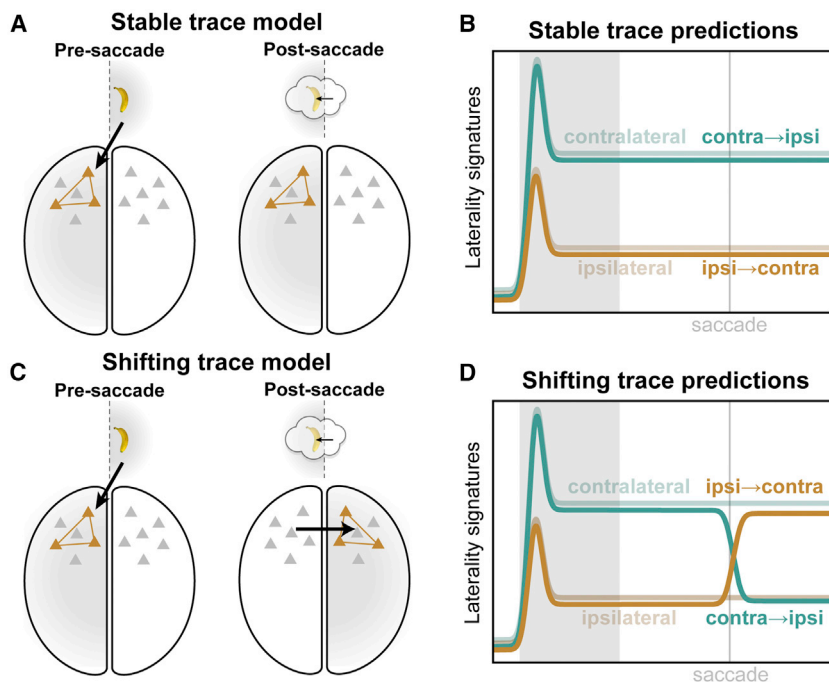 A
Stable trace model
Pre-saccade
Post-saccade
B
Stable trace predictions
Laterality signatures
contralateral
contra→ipsi
ipsilateral
ipsi→contra
saccade
C
Shifting trace model
Pre-saccade
Post-saccade
D
Shifting trace predictions
Laterality signatures
contralateral
ipsi→contra
ipsilateral
contra→ipsi
saccade